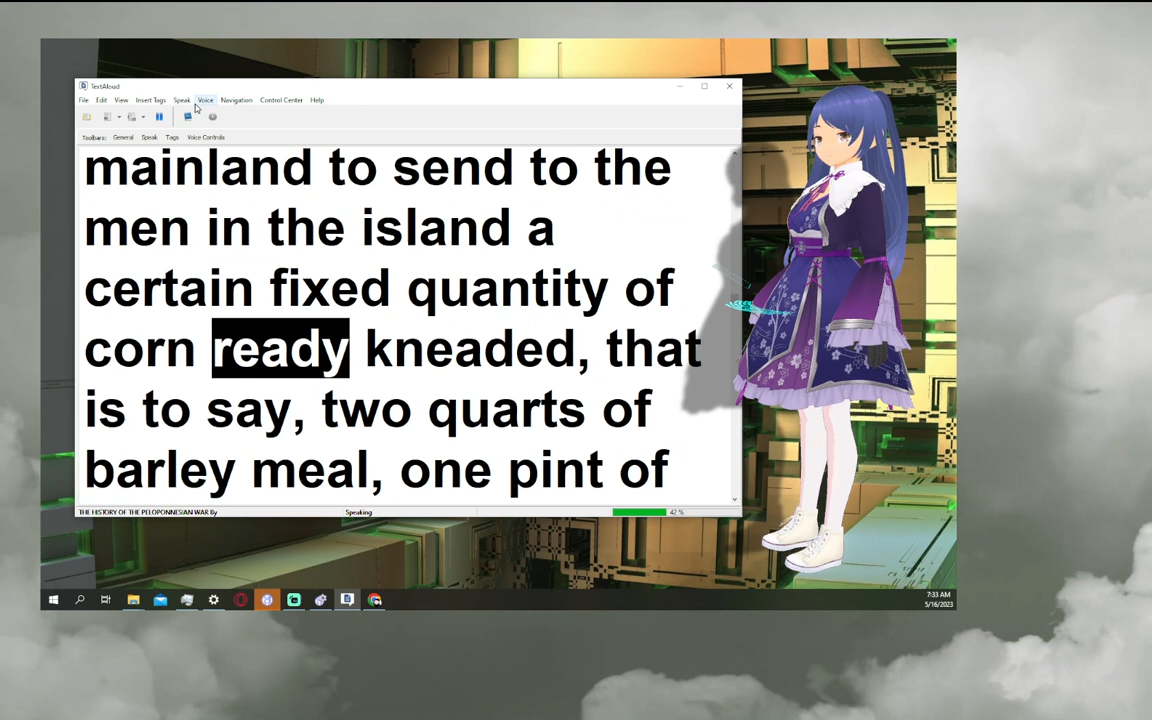 TextAloud
File Edit View Insert Tags Speak Voice Navigation Control Center Help
Toolbars: General Speak Tags Voice Controls
mainland to send to the
men in the island a
certain fixed quantity of
corn ready kneaded, that
is to say, two quarts of
barley meal, one pint of
THE HISTORY OF THE PELOPONNESIAN WAR By Speaking 42 %
7:33 AM
5/16/2023